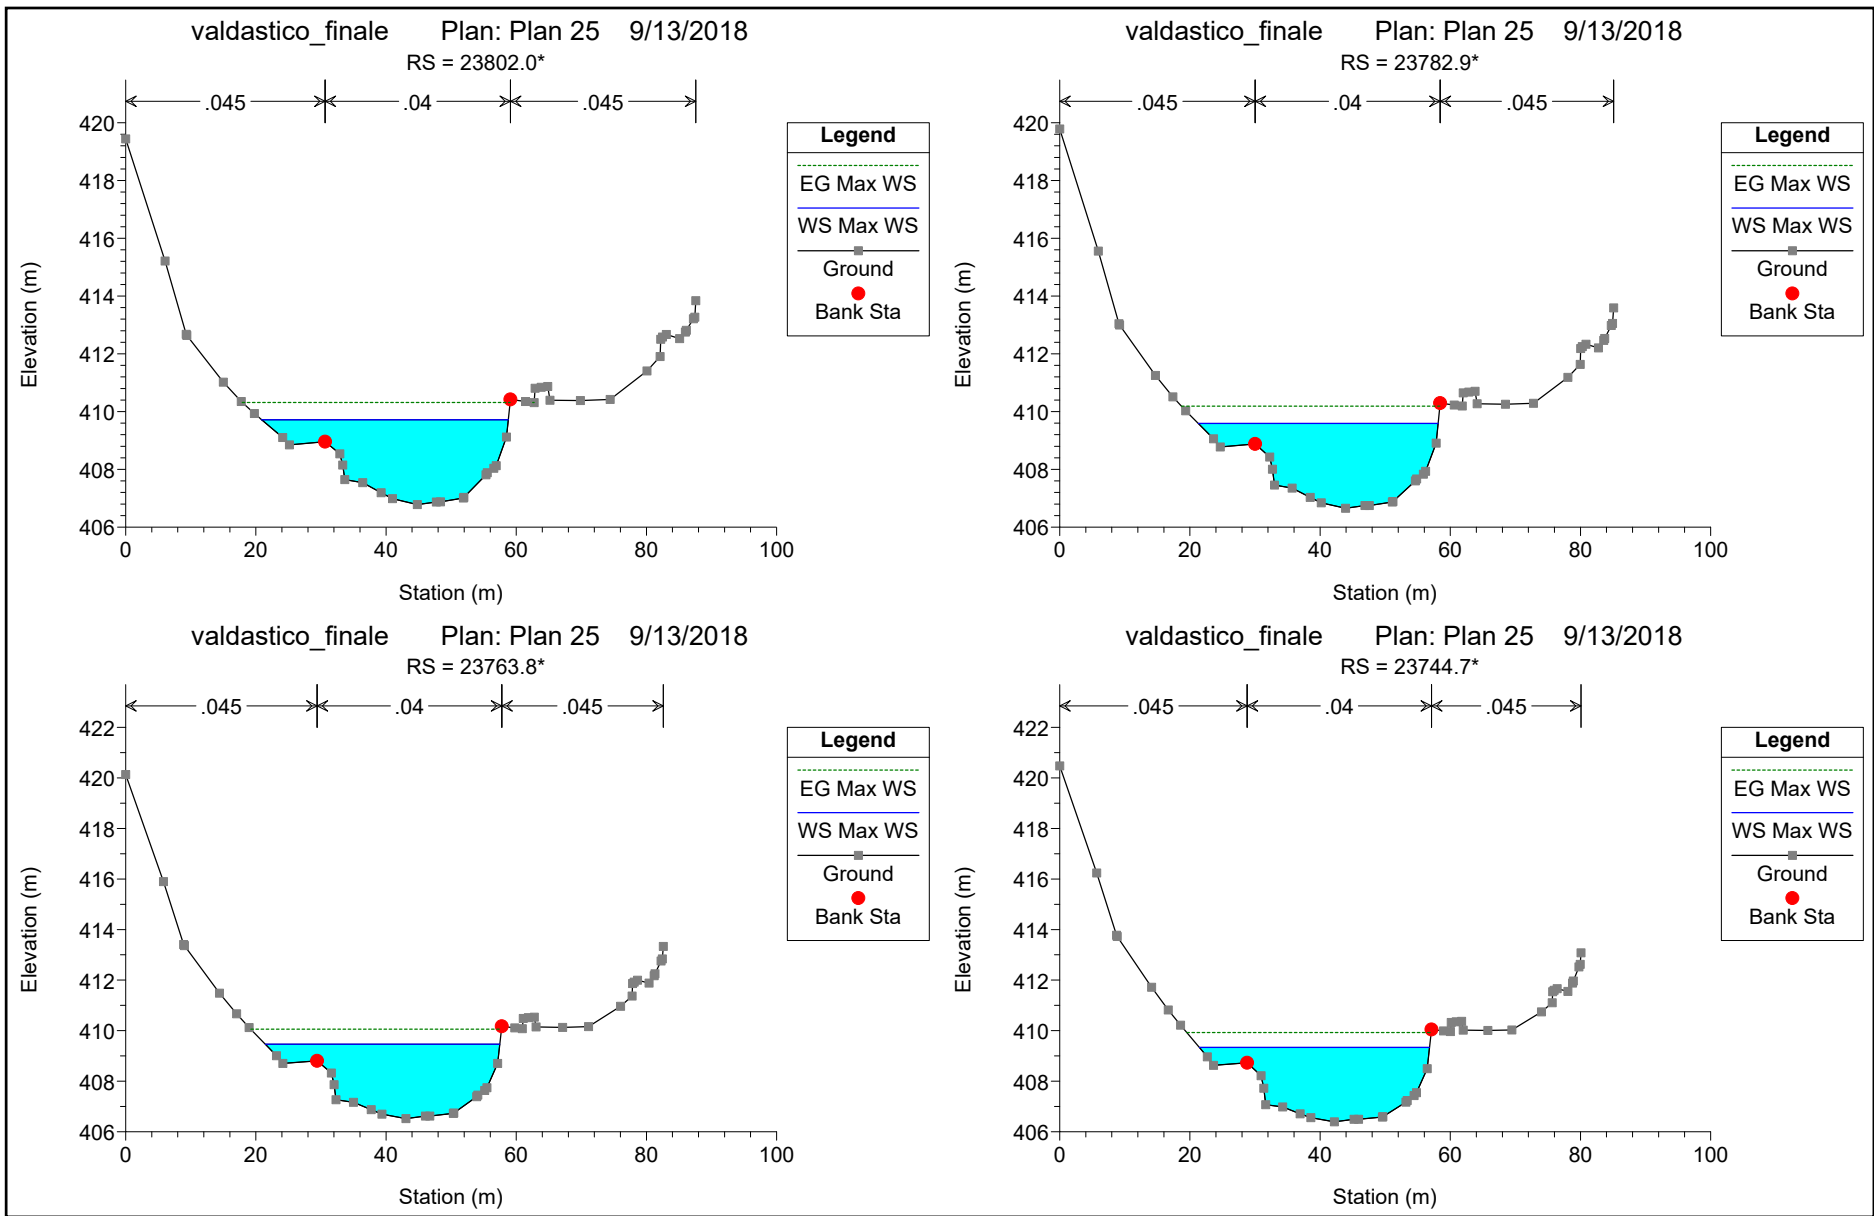 valdastico_finale Plan: Plan 25 9/13/2018
RS = 23802.0*
.045 .04 .045
420
418
416
414
412
410
408
406
Elevation (m)
0 20 40 60 80 100
Station (m)
Legend
EG Max WS
WS Max WS
Ground
Bank Sta
valdastico_finale Plan: Plan 25 9/13/2018
RS = 23782.9*
.045 .04 .045
420
418
416
414
412
410
408
406
Elevation (m)
0 20 40 60 80 100
Station (m)
Legend
EG Max WS
WS Max WS
Ground
Bank Sta
valdastico_finale Plan: Plan 25 9/13/2018
RS = 23763.8*
.045 .04 .045
422
420
418
416
414
412
410
408
406
Elevation (m)
0 20 40 60 80 100
Station (m)
Legend
EG Max WS
WS Max WS
Ground
Bank Sta
valdastico_finale Plan: Plan 25 9/13/2018
RS = 23744.7*
.045 .04 .045
422
420
418
416
414
412
410
408
406
Elevation (m)
0 20 40 60 80 100
Station (m)
Legend
EG Max WS
WS Max WS
Ground
Bank Sta